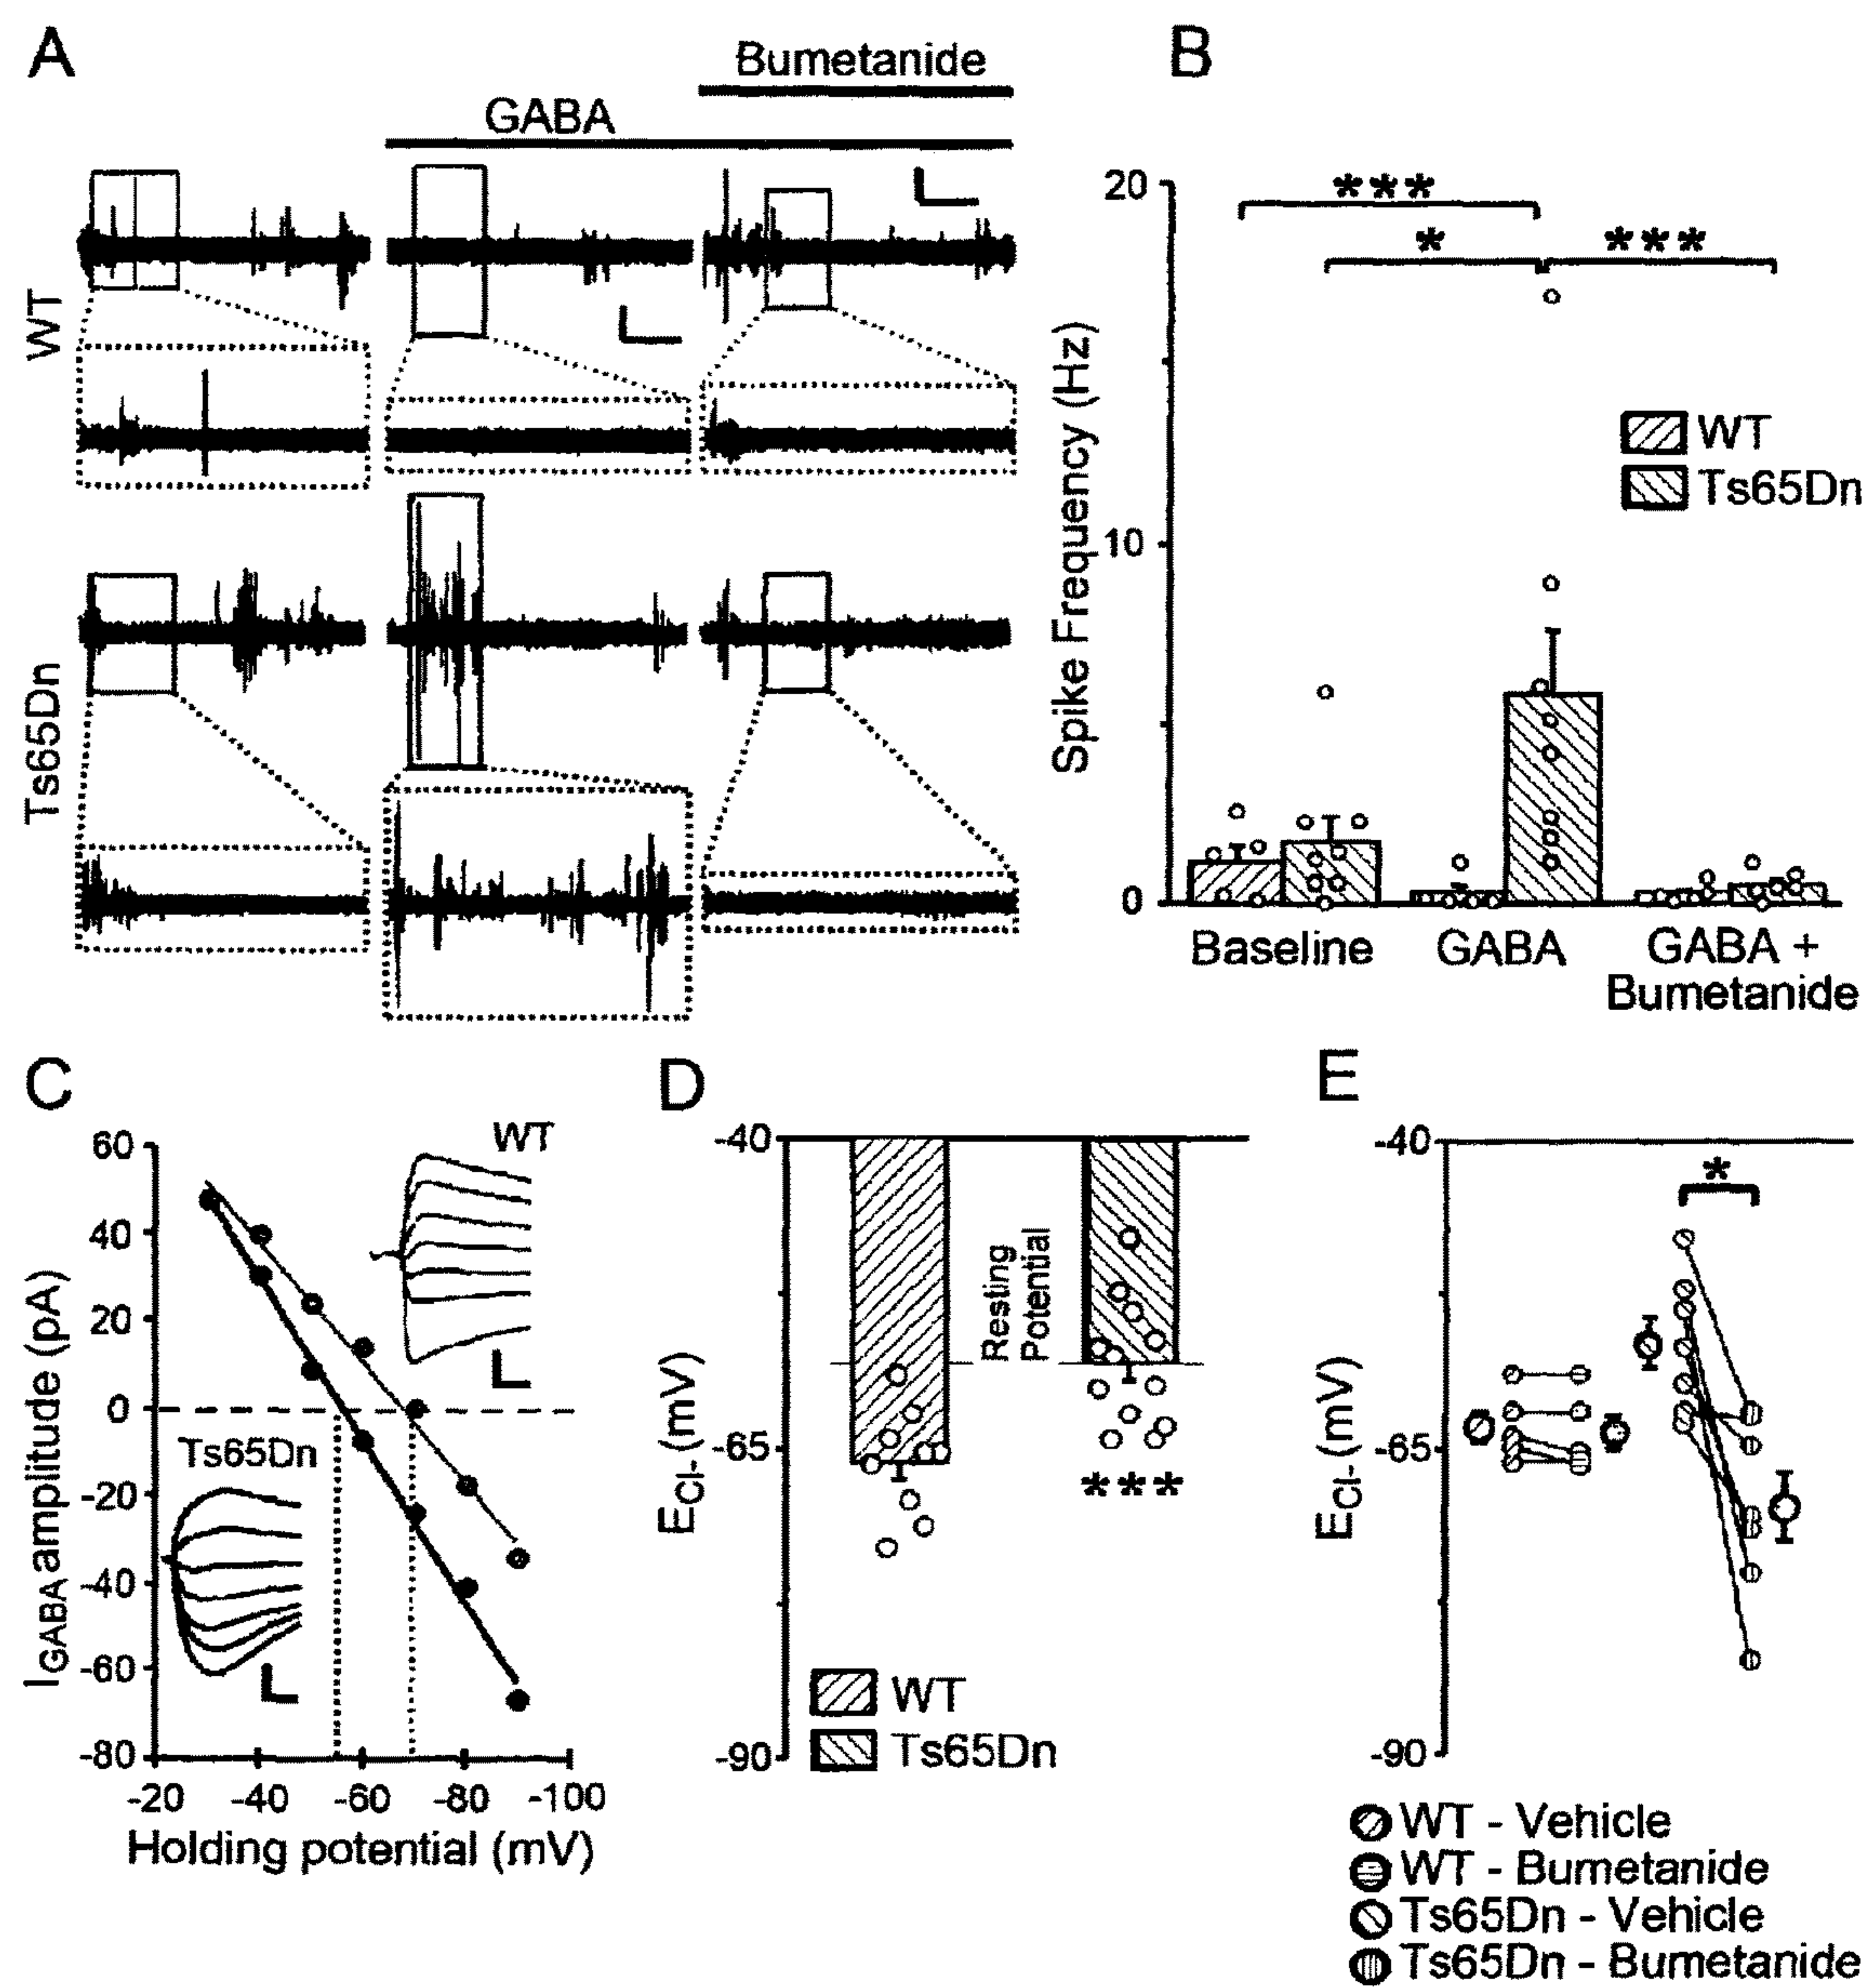 A
Bumetanide
GABA
WT
Ts65Dn
B
20
10
0
Spike Frequency (Hz)
***
* ***
WT
Ts65Dn
Baseline GABA GABA +
Bumetanide
C
60
40
20
0
-20
-40
-60
-80
I GABA amplitude (pA)
WT
Ts65Dn
-20 -40 -60 -80 -100
Holding potential (mV)
D
-40
-65
-90
ECl- (mV)
Resting
Potential
***
WT
Ts65Dn
E
-40
-65
-90
ECl- (mV)
*
WT - Vehicle
WT - Bumetanide
Ts65Dn - Vehicle
Ts65Dn - Bumetanide